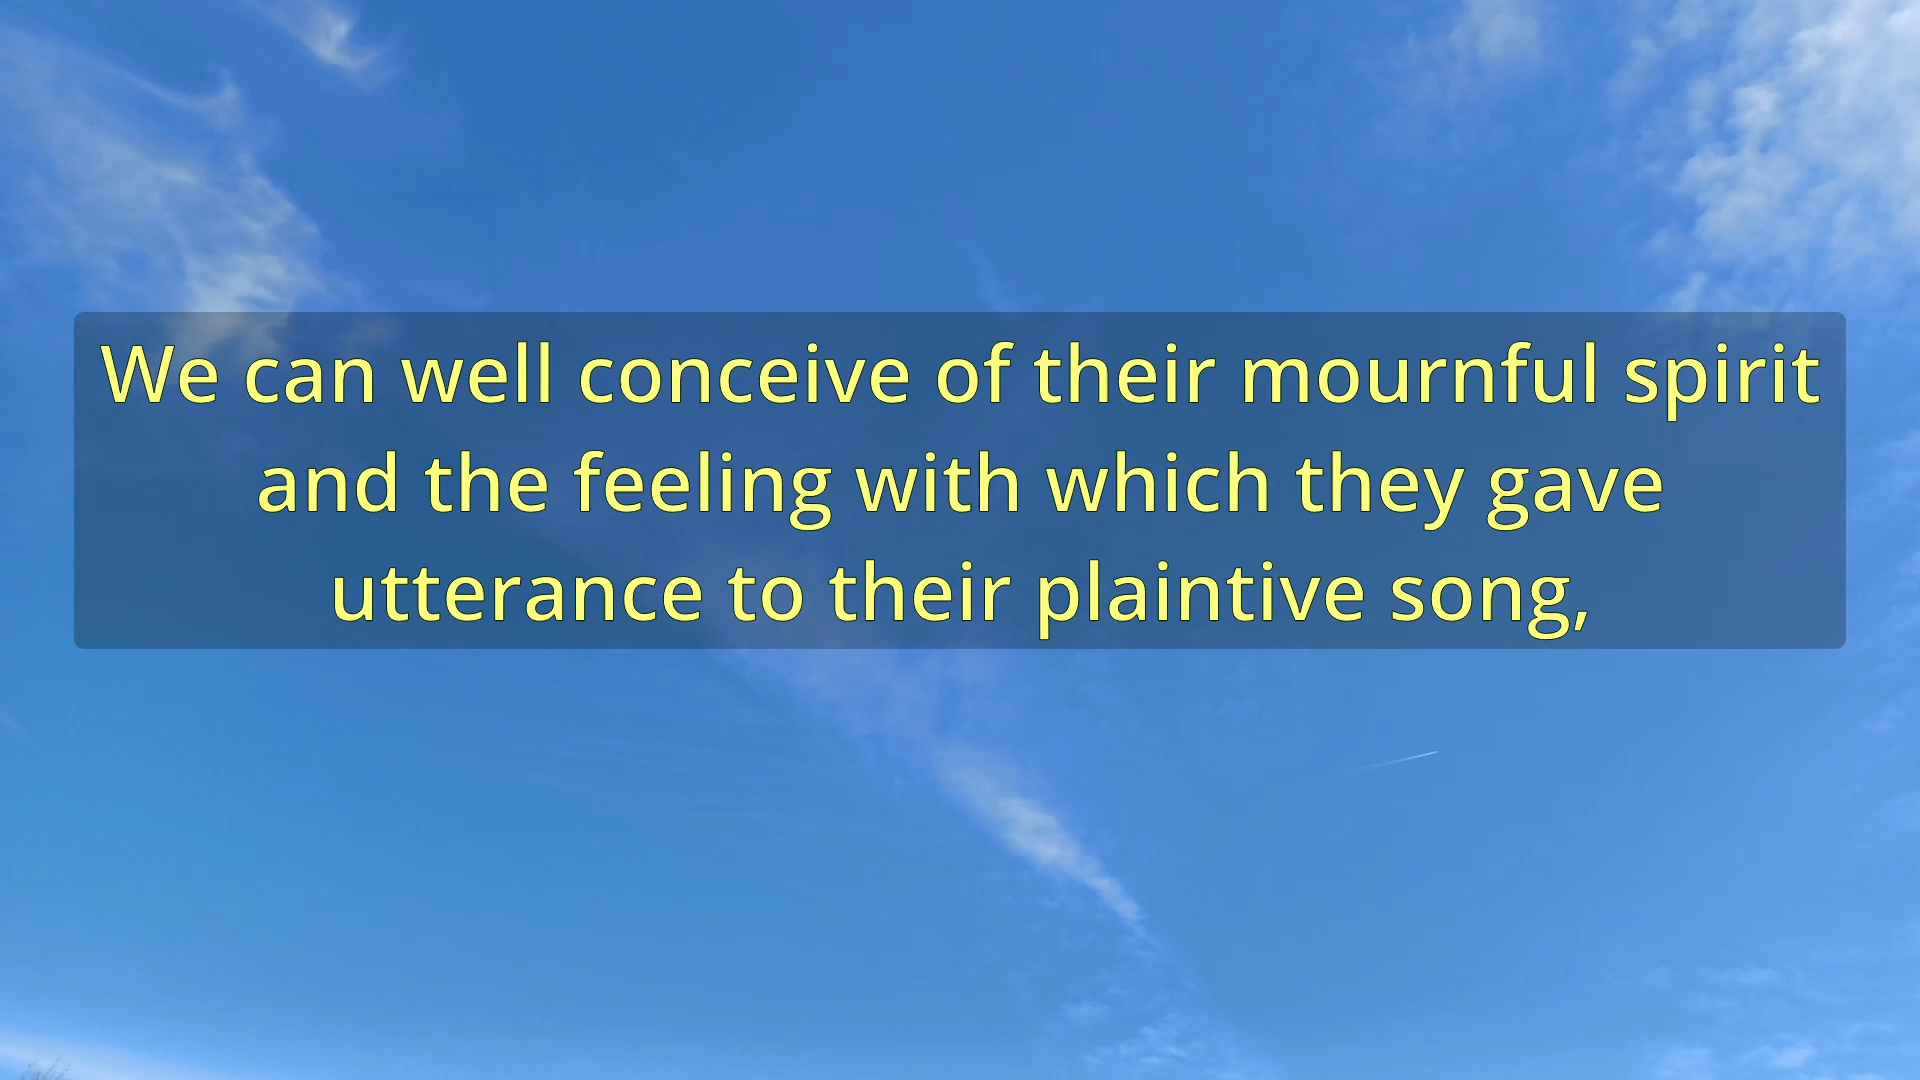 We can well conceive of their mournful spirit
and the feeling with which they gave
utterance to their plaintive song,